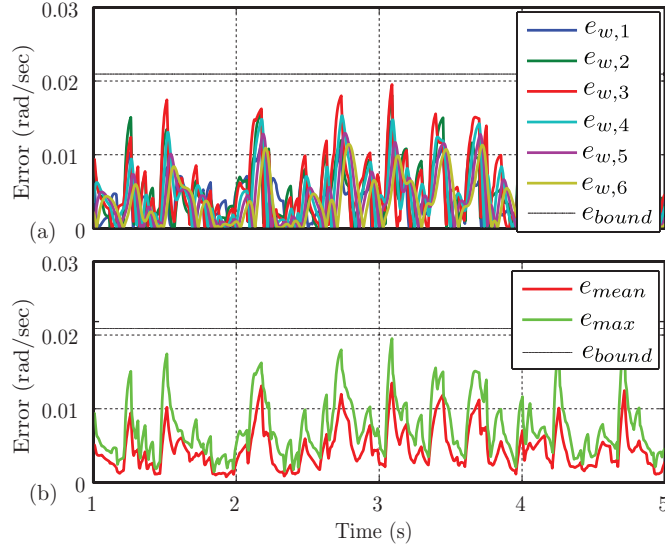 0.03
0.02
0.01
0
Error (rad/sec)
(a)
e_{w,1}
e_{w,2}
e_{w,3}
e_{w,4}
e_{w,5}
e_{w,6}
e_{bound}
0.03
0.02
0.01
0
Error (rad/sec)
(b)
e_{mean}
e_{max}
e_{bound}
1 2 3 4 5
Time (s)